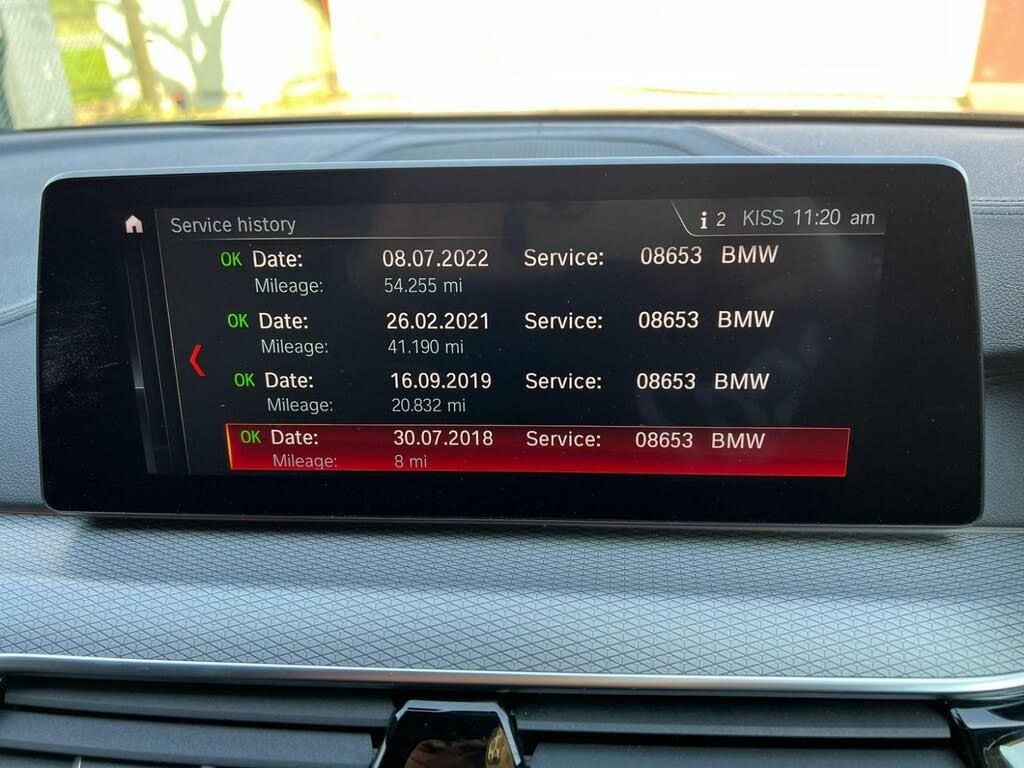 Service history
i 2 KISS 11:20 am
OK Date: 08.07.2022 Service: 08653 BMW
Mileage: 54.255 mi
OK Date: 26.02.2021 Service: 08653 BMW
Mileage: 41.190 mi
OK Date: 16.09.2019 Service: 08653 BMW
Mileage: 20.832 mi
OK Date: 30.07.2018 Service: 08653 BMW
Mileage: 8 mi